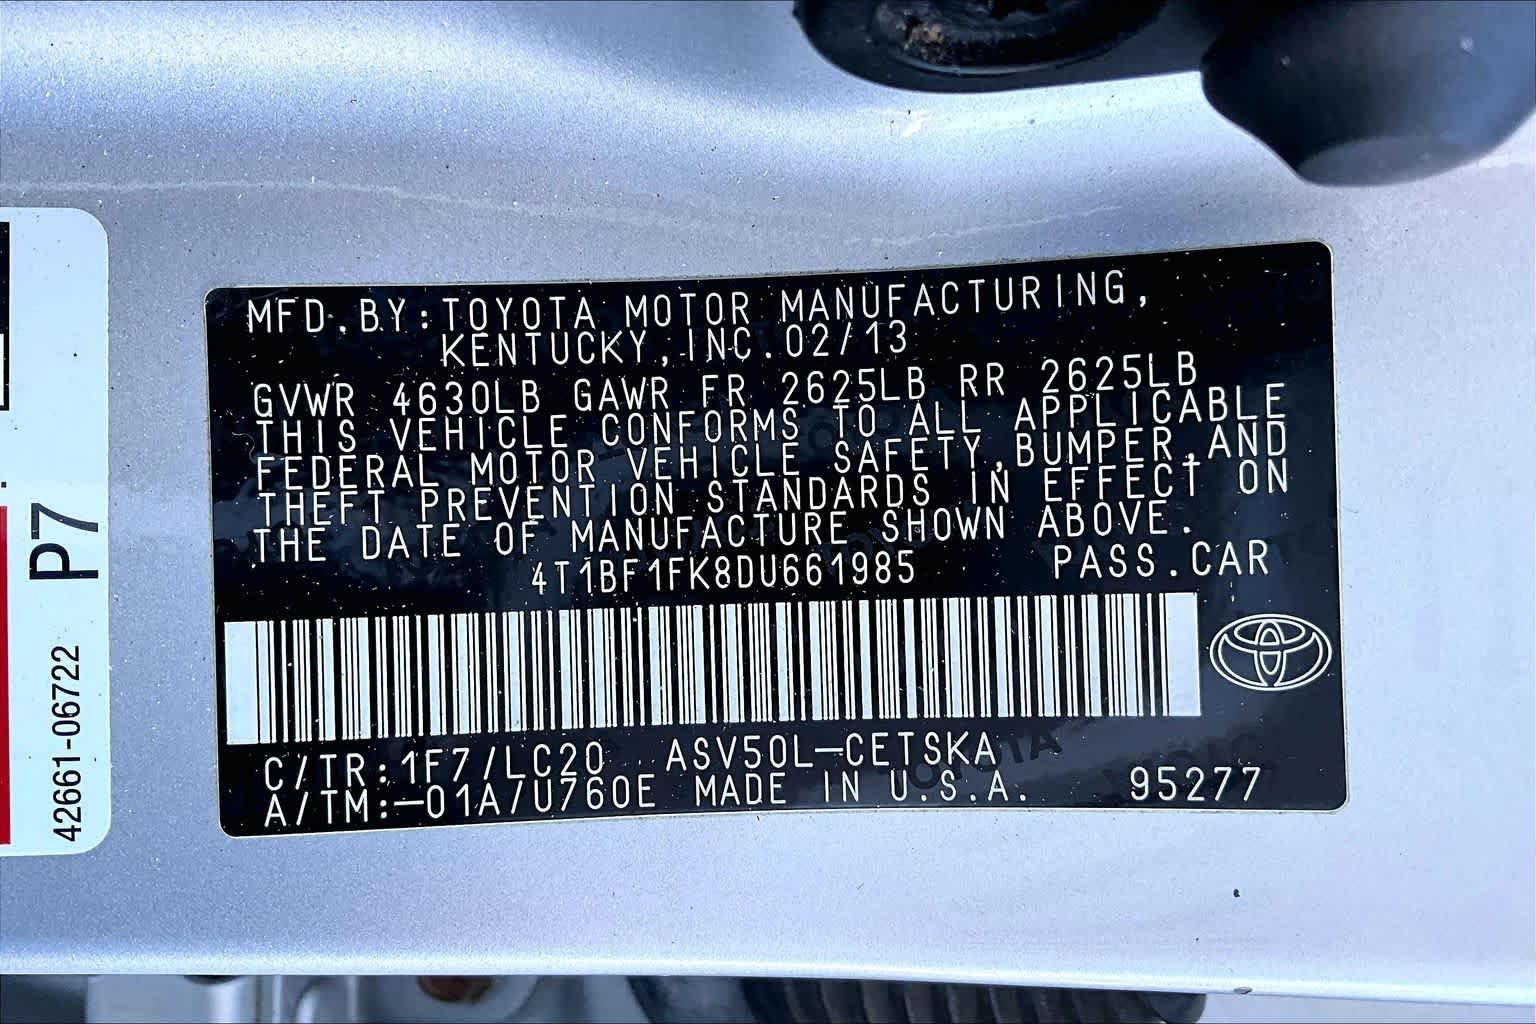 MFD.BY:TOYOTA MOTOR MANUFACTURING,
KENTUCKY,INC.02/13
GVWR 4630LB GAWR FR 2625LB RR 2625LB
THIS VEHICLE CONFORMS TO ALL APPLICABLE
FEDERAL MOTOR VEHICLE SAFETY,BUMPER,AND
THEFT PREVENTION STANDARDS IN EFFECT ON
THE DATE OF MANUFACTURE SHOWN ABOVE.
4T1BF1FK8DU661985 PASS.CAR
C/TR:1F7/LC20 ASV50L-CETSKA
A/TM:-01A/U760E MADE IN U.S.A. 95277
P7
42661-06722